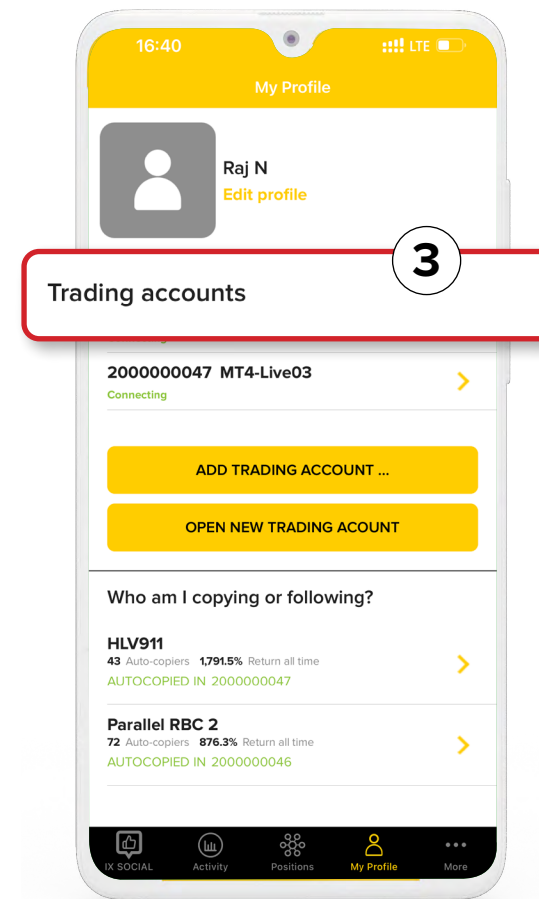 16:40 LTE
My Profile
Raj N
Edit profile
3
Trading accounts
2000000047 MT4-Live03
Connecting
ADD TRADING ACCOUNT ...
OPEN NEW TRADING ACOUNT
Who am I copying or following?
HLV911
43 Auto-copiers 1,791.5% Return all time
AUTOCOPIED IN 2000000047
Parallel RBC 2
72 Auto-copiers 876.3% Return all time
AUTOCOPIED IN 2000000046
IX SOCIAL Activity Positions My Profile More